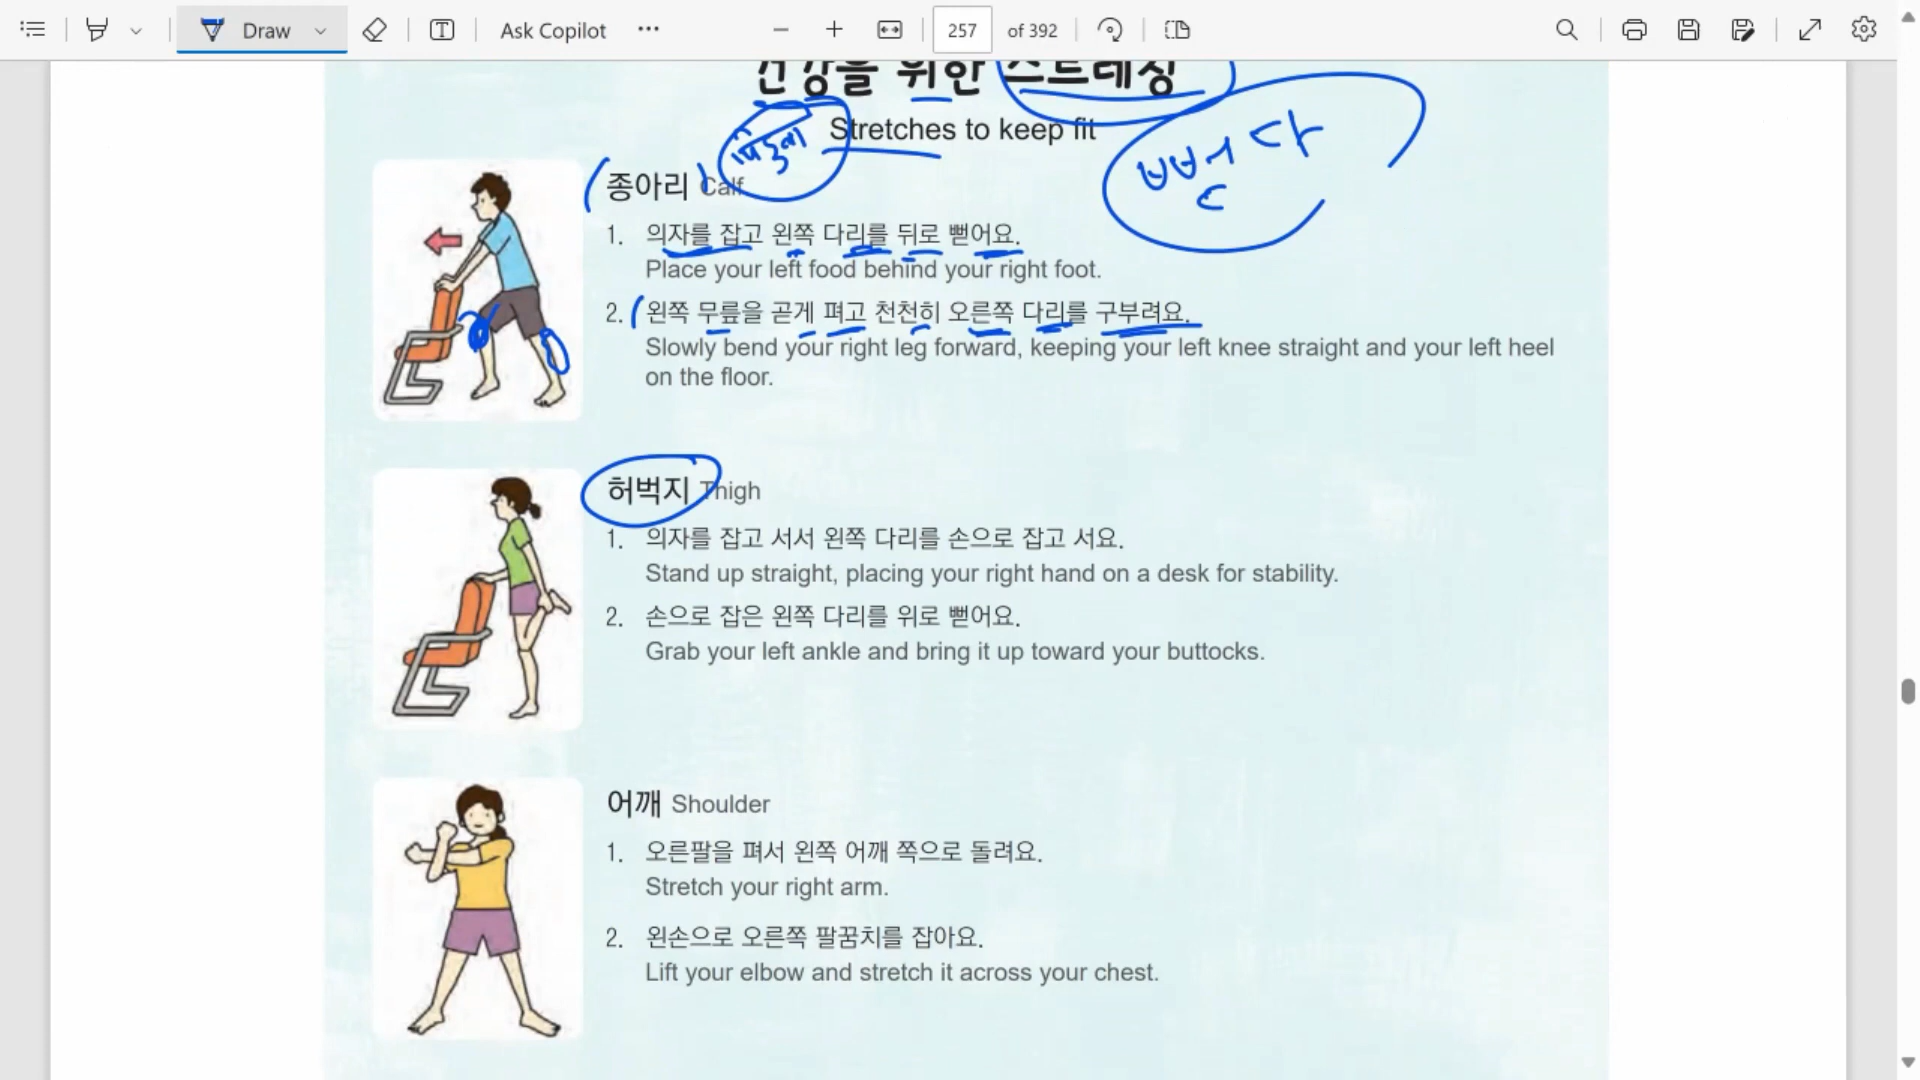 Draw
Ask Copilot
257 of 392
건강을 위한 스트레칭
Stretches to keep fit
뻗다
종아리 Calf
1. 의자를 잡고 왼쪽 다리를 뒤로 뻗어요.
Place your left food behind your right foot.
2. 왼쪽 무릎을 곧게 펴고 천천히 오른쪽 다리를 구부려요.
Slowly bend your right leg forward, keeping your left knee straight and your left heel
on the floor.
허벅지 Thigh
1. 의자를 잡고 서서 왼쪽 다리를 손으로 잡고 서요.
Stand up straight, placing your right hand on a desk for stability.
2. 손으로 잡은 왼쪽 다리를 위로 뻗어요.
Grab your left ankle and bring it up toward your buttocks.
어깨 Shoulder
1. 오른팔을 펴서 왼쪽 어깨 쪽으로 돌려요.
Stretch your right arm.
2. 왼손으로 오른쪽 팔꿈치를 잡아요.
Lift your elbow and stretch it across your chest.